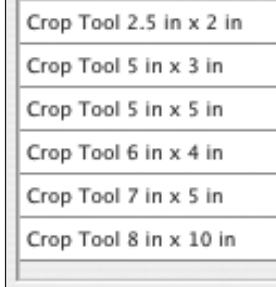 Crop Tool 2.5 in x 2 in
Crop Tool 5 in x 3 in
Crop Tool 5 in x 5 in
Crop Tool 6 in x 4 in
Crop Tool 7 in x 5 in
Crop Tool 8 in x 10 in